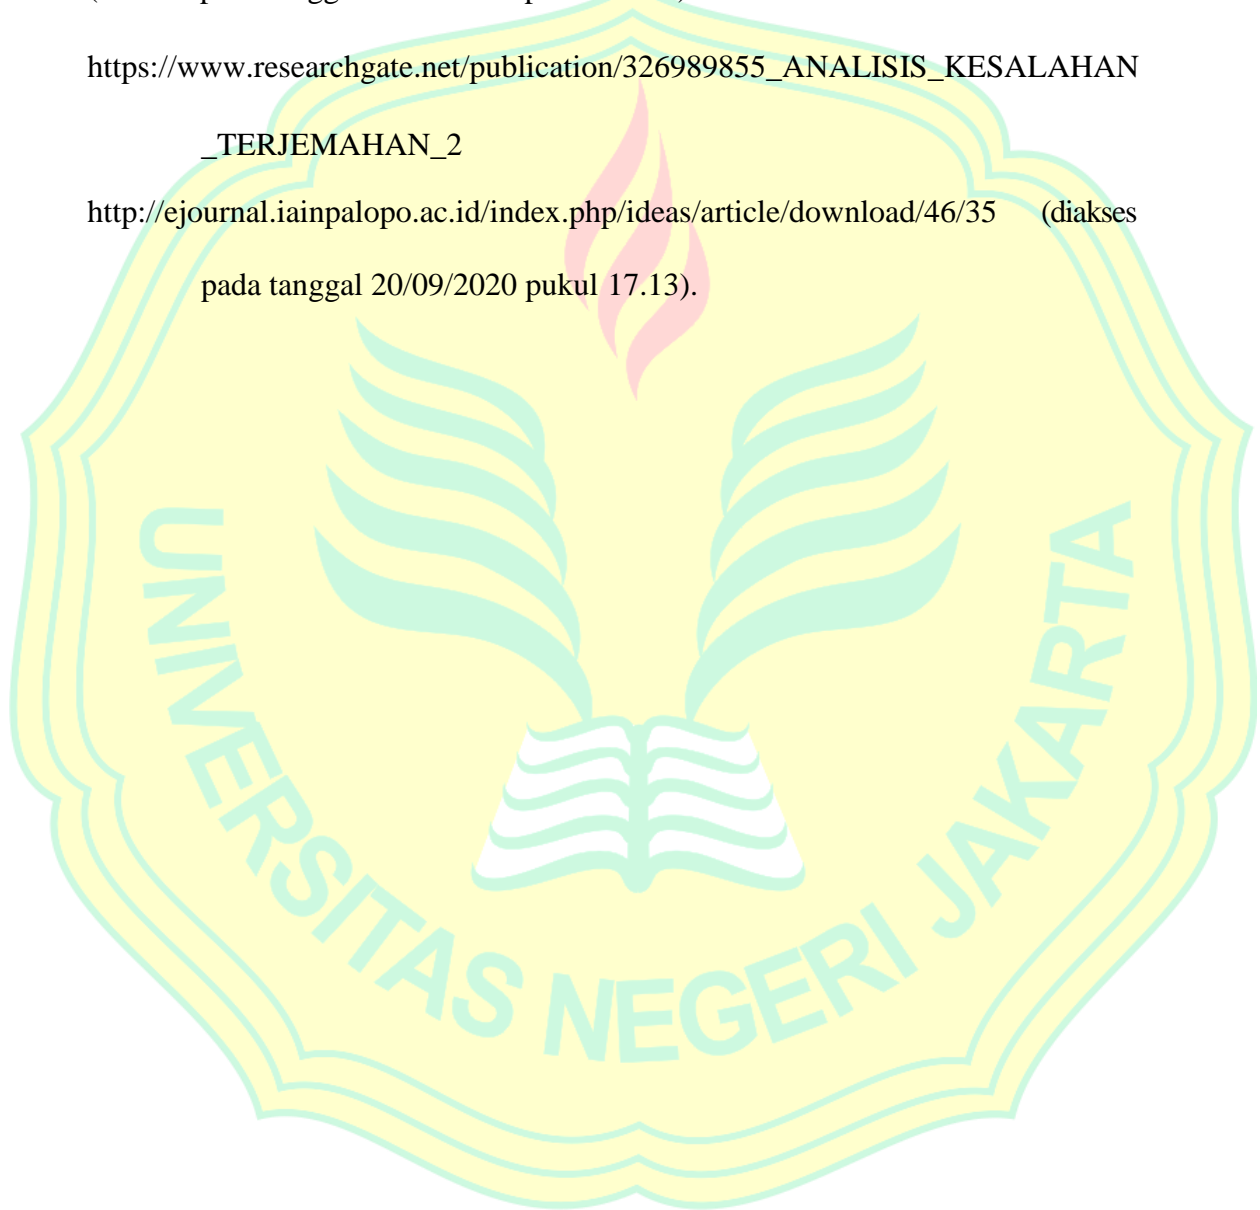 https://www.researchgate.net/publication/326989855_ANALISIS_KESALAHAN
_TERJEMAHAN_2
http://ejournal.iainpalopo.ac.id/index.php/ideas/article/download/46/35 (diakses
pada tanggal 20/09/2020 pukul 17.13).
UNIVERSITAS NEGERI JAKARTA